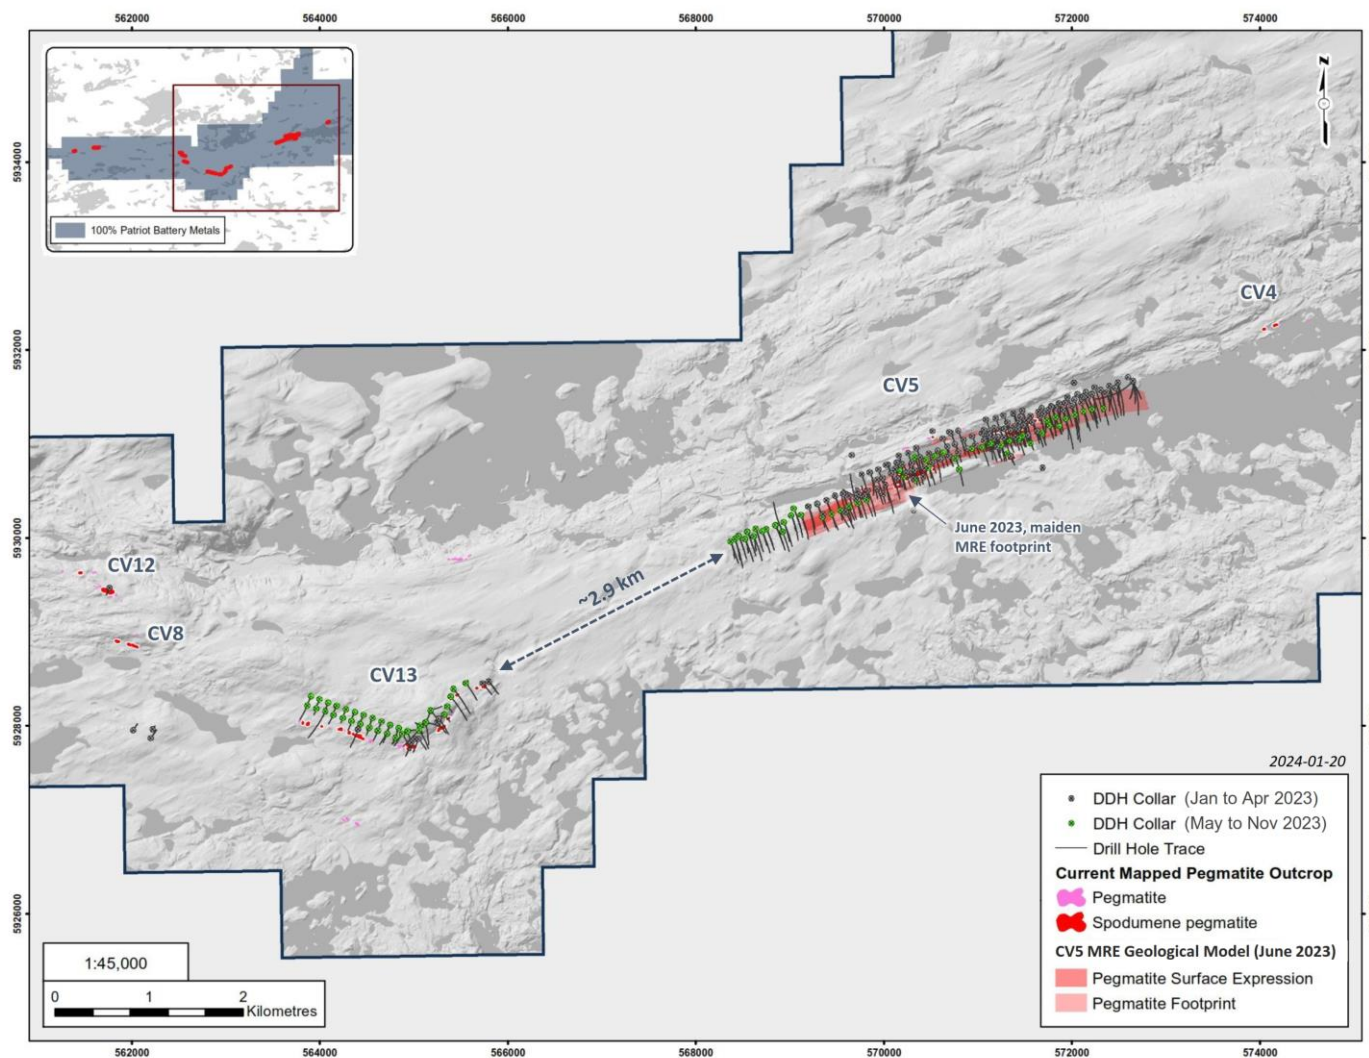 562000 564000 566000 568000 570000 572000 574000
100% Patriot Battery Metals
5934000
5932000
5930000
5928000
5926000
CV4
CV5
June 2023, maiden
MRE footprint
~2.9 km
CV12
CV8
CV13
2024-01-20
DDH Collar (Jan to Apr 2023)
DDH Collar (May to Nov 2023)
Drill Hole Trace
Current Mapped Pegmatite Outcrop
Pegmatite
Spodumene pegmatite
CV5 MRE Geological Model (June 2023)
Pegmatite Surface Expression
Pegmatite Footprint
1:45,000
0 1 2
Kilometres
562000 564000 566000 568000 570000 572000 574000
z